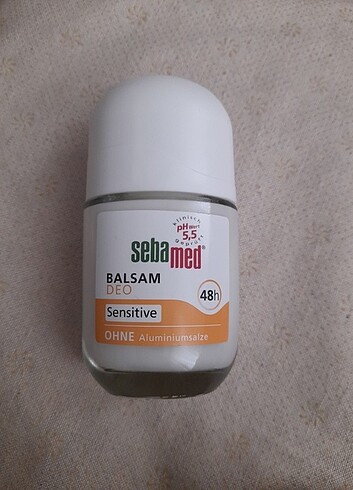 klinisch
pH Wert
5,5
geprüft
sebamed®
BALSAM
DEO
48h
Sensitive
OHNE Aluminiumsalze